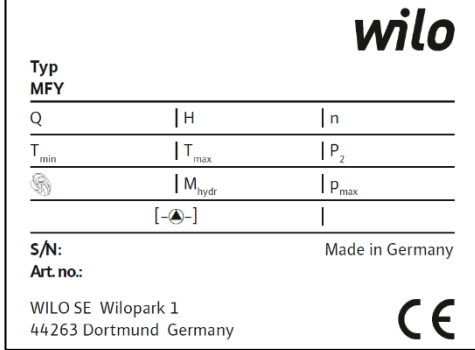 wilo
Typ
MFY
Q H n
Tmin Tmax P2
Mhydr pmax
[-▲-]
S/N: Made in Germany
Art. no.:
WILO SE Wilopark 1
44263 Dortmund Germany
CE